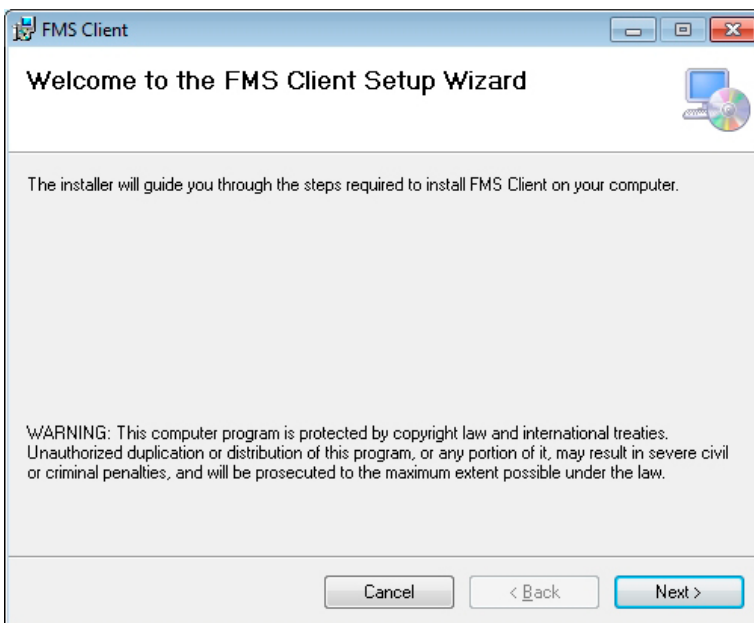 FMS Client
Welcome to the FMS Client Setup Wizard
The installer will guide you through the steps required to install FMS Client on your computer.
WARNING: This computer program is protected by copyright law and international treaties.
Unauthorized duplication or distribution of this program, or any portion of it, may result in severe civil
or criminal penalties, and will be prosecuted to the maximum extent possible under the law.
Cancel
< Back
Next >